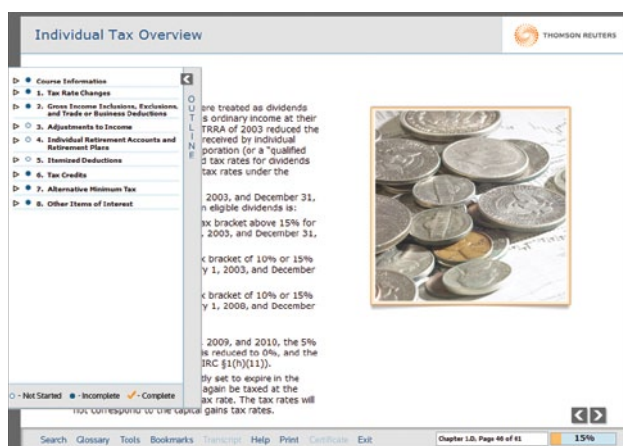 Individual Tax Overview
THOMSON REUTERS
Course Information
1. Tax Rate Changes
2. Gross Income Inclusions, Exclusions,
and Trade or Business Deductions
3. Adjustments to Income
4. Individual Retirement Accounts and
Retirement Plans
5. Itemized Deductions
6. Tax Credits
7. Alternative Minimum Tax
8. Other Items of Interest
- Not Started - Incomplete - Complete
OUTLINE
ere treated as dividends
s ordinary income at their
TRRA of 2003 reduced the
received by individual
poration (or a "qualified
d tax rates for dividends
tax rates under the
2003, and December 31,
n eligible dividends is:
ax bracket above 15% for
, 2003, and December 31,
x bracket of 10% or 15%
ry 1, 2003, and December
x bracket of 10% or 15%
ry 1, 2008, and December
2009, and 2010, the 5%
is reduced to 0%, and the
IRC §1(h)(11)).
tly set to expire in the
again be taxed at the
ax rate. The tax rates will
not correspond to the capital gains tax rates.
Search Glossary Tools Bookmarks Transcript Help Print Certificate Exit
Chapter 1.D, Page 46 of 61
15%